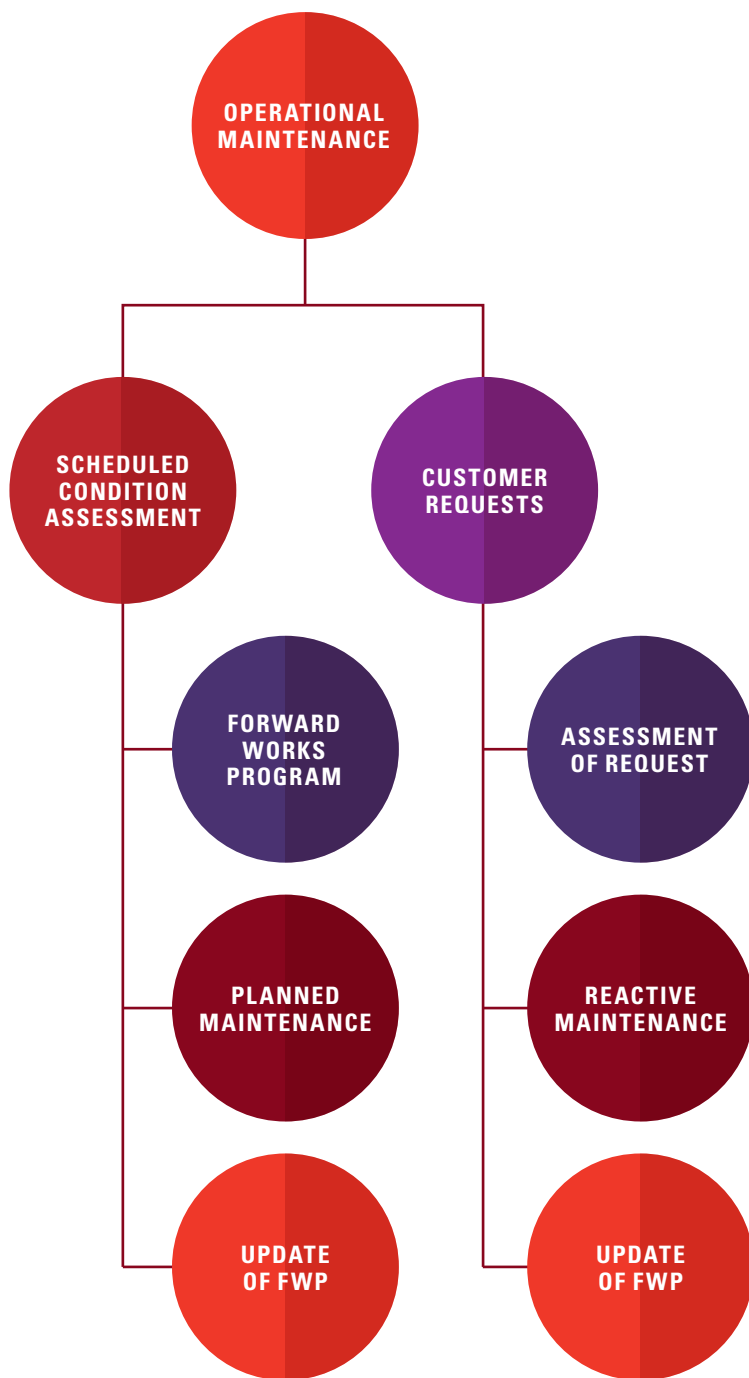 OPERATIONAL
MAINTENANCE
SCHEDULED
CONDITION
ASSESSMENT
CUSTOMER
REQUESTS
FORWARD
WORKS
PROGRAM
ASSESSMENT
OF REQUEST
PLANNED
MAINTENANCE
REACTIVE
MAINTENANCE
UPDATE
OF FWP
UPDATE
OF FWP